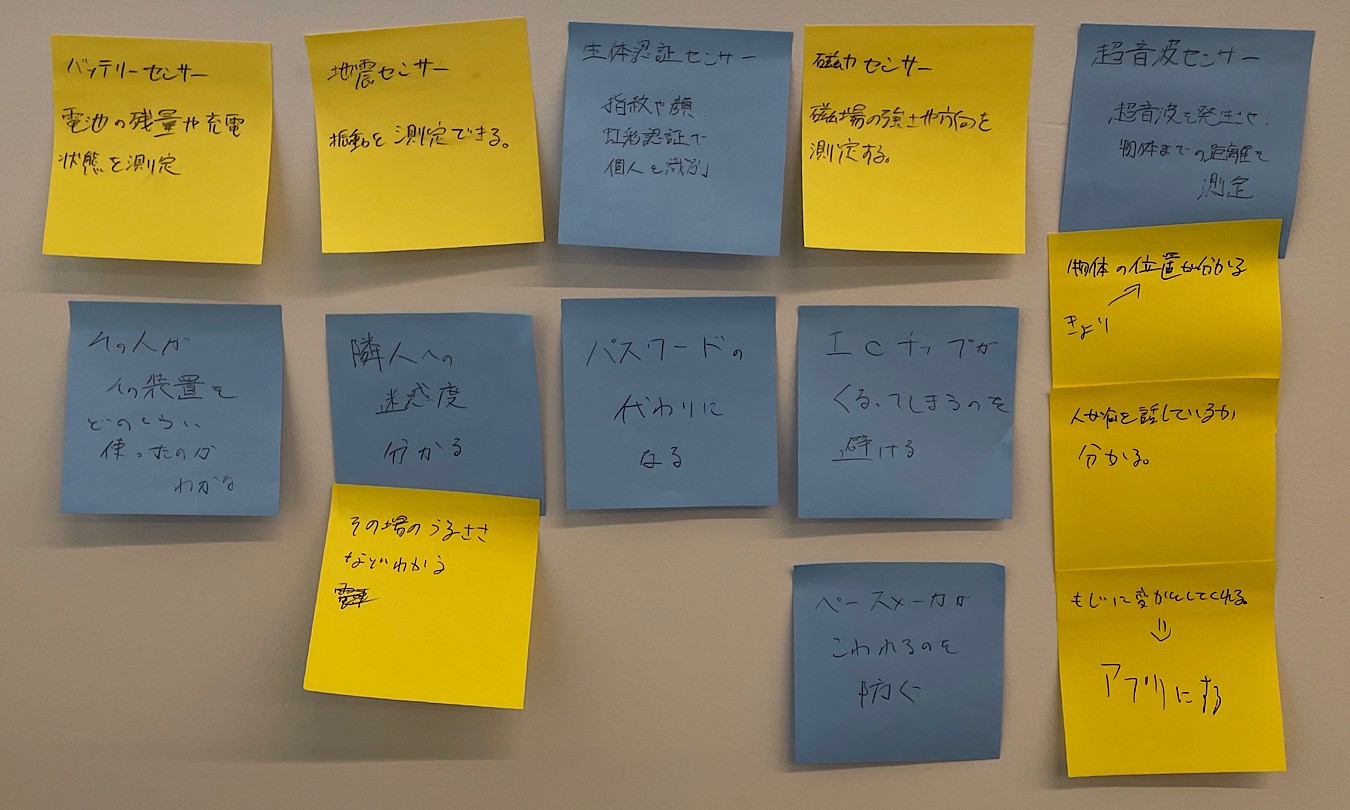 バッテリーセンサー
電池の残量や充電
状態を測定
地震センサー
振動を測定できる。
生体認証センサー
指紋や顔、
虹彩認証で
個人を識別
磁力センサー
磁場の強さや方向を
測定する。
超音波センサー
超音波を発生させ、
物体までの距離を
測定
物体の位置が分かる
きょり
人が何を話しているか
分かる。
もじに変かんしてくれる。
アプリにする
その人が
その装置を
どのくらい
使ったのか
わかる
隣人への
迷惑度
分かる
その場のうるささ
などわかる
パスワードの
代わりに
なる
ICチップが
くるってしまうのを
避ける
ペースメーカが
こわれるのを
防ぐ